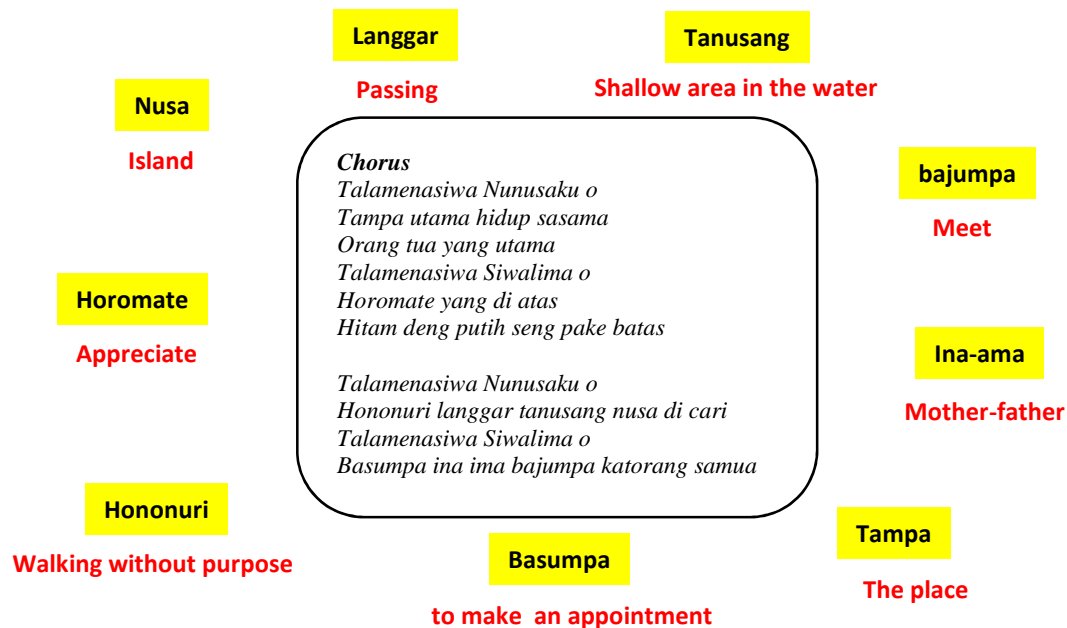 Langgar
Passing
Tanusang
Shallow area in the water
Nusa
Island
Chorus
Talamenasiwa Nunusaku o
Tampa utama hidup sasama
Orang tua yang utama
Talamenasiwa Siwalima o
Horomate yang di atas
Hitam deng putih seng pake batas
Talamenasiwa Nunusaku o
Hononuri langgar tanusang nusa di cari
Talamenasiwa Siwalima o
Basumpa ina ima bajumpa katorang samua
bajumpa
Meet
Horomate
Appreciate
Ina-ama
Mother-father
Hononuri
Walking without purpose
Basumpa
to make an appointment
Tampa
The place